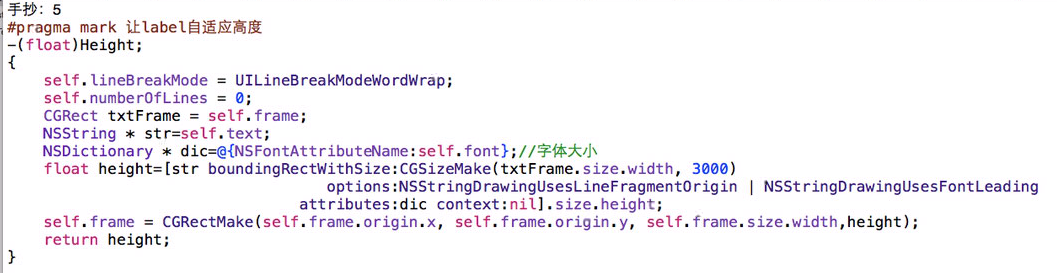 手抄：5
#pragma mark 让label自适应高度
-(float)Height;
{
    self.lineBreakMode = UILineBreakModeWordWrap;
    self.numberOfLines = 0;
    CGRect txtFrame = self.frame;
    NSString * str=self.text;
    NSDictionary * dic=@{NSFontAttributeName:self.font};//字体大小
    float height=[str boundingRectWithSize:CGSizeMake(txtFrame.size.width, 3000)
                                   options:NSStringDrawingUsesLineFragmentOrigin | NSStringDrawingUsesFontLeading
                                attributes:dic context:nil].size.height;
    self.frame = CGRectMake(self.frame.origin.x, self.frame.origin.y, self.frame.size.width,height);
    return height;
}